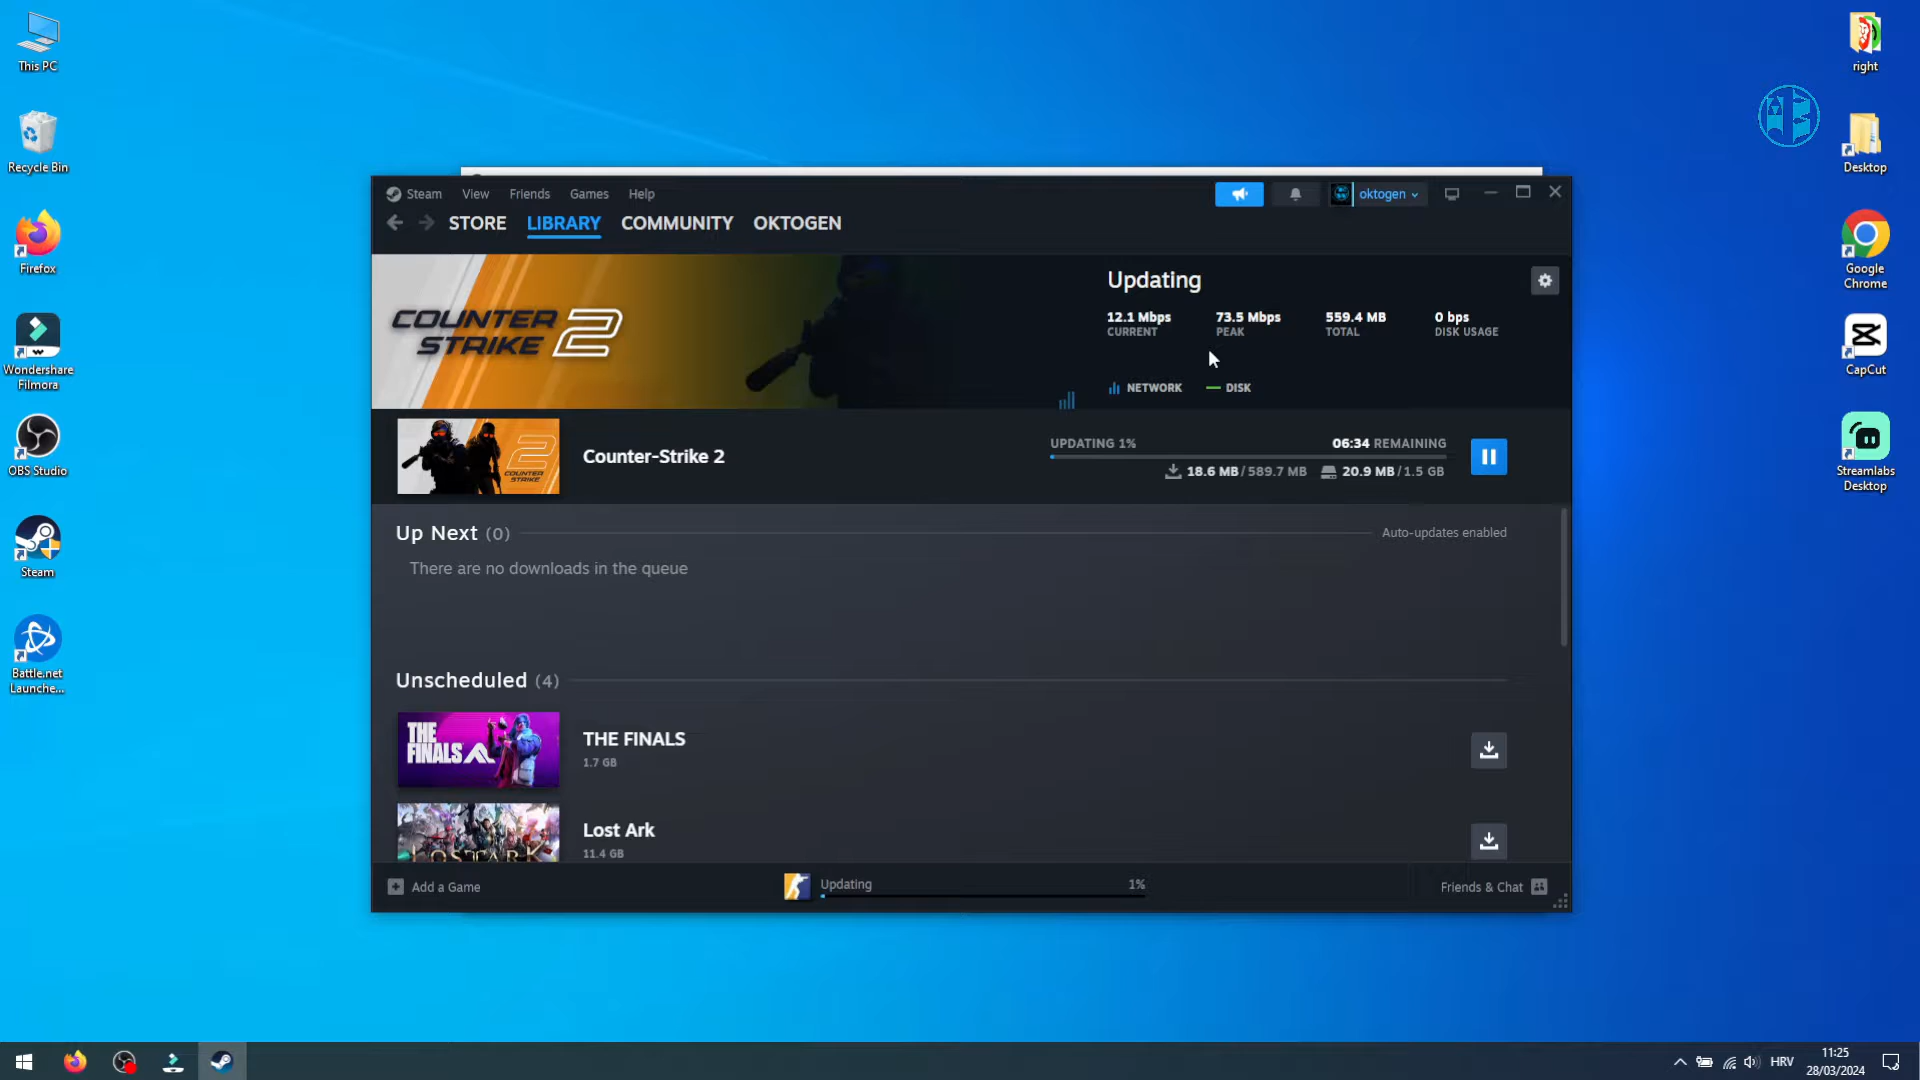 This PC
Recycle Bin
Firefox
Wondershare
Filmora
OBS Studio
Steam
Battle.net
Launche...
right
Desktop
Google
Chrome
CapCut
Streamlabs
Desktop
Steam View Friends Games Help
oktogen
STORE LIBRARY COMMUNITY OKTOGEN
COUNTER
STRIKE 2
Updating
12.1 Mbps 73.5 Mbps 559.4 MB 0 bps
CURRENT PEAK TOTAL DISK USAGE
NETWORK DISK
COUNTER
STRIKE 2
Counter-Strike 2
UPDATING 1% 06:34 REMAINING
18.6 MB/589.7 MB 20.9 MB/1.5 GB
Up Next (0) Auto-updates enabled
There are no downloads in the queue
Unscheduled (4)
THE
FINALS
THE FINALS
1.7 GB
LOST ARK
Lost Ark
11.4 GB
Add a Game
Updating 1%
Friends & Chat
HRV
11:25
28/03/2024